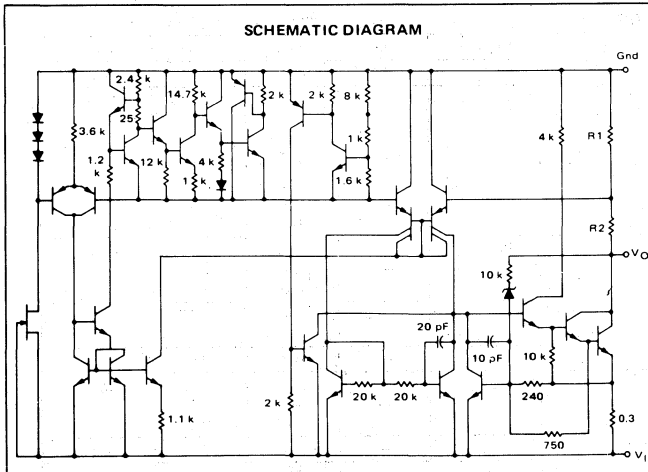 SCHEMATIC DIAGRAM
Gnd
2.4 k
14.7 k
2 k
2 k
8 k
25
3.6 k
4 k
R1
1 k
1.2 k
12 k
4 k
1 k
1.6 k
R2
VO
10 k
20 pF
10 pF
10 k
2 k
20 k
20 k
240
1.1 k
0.3
750
VI